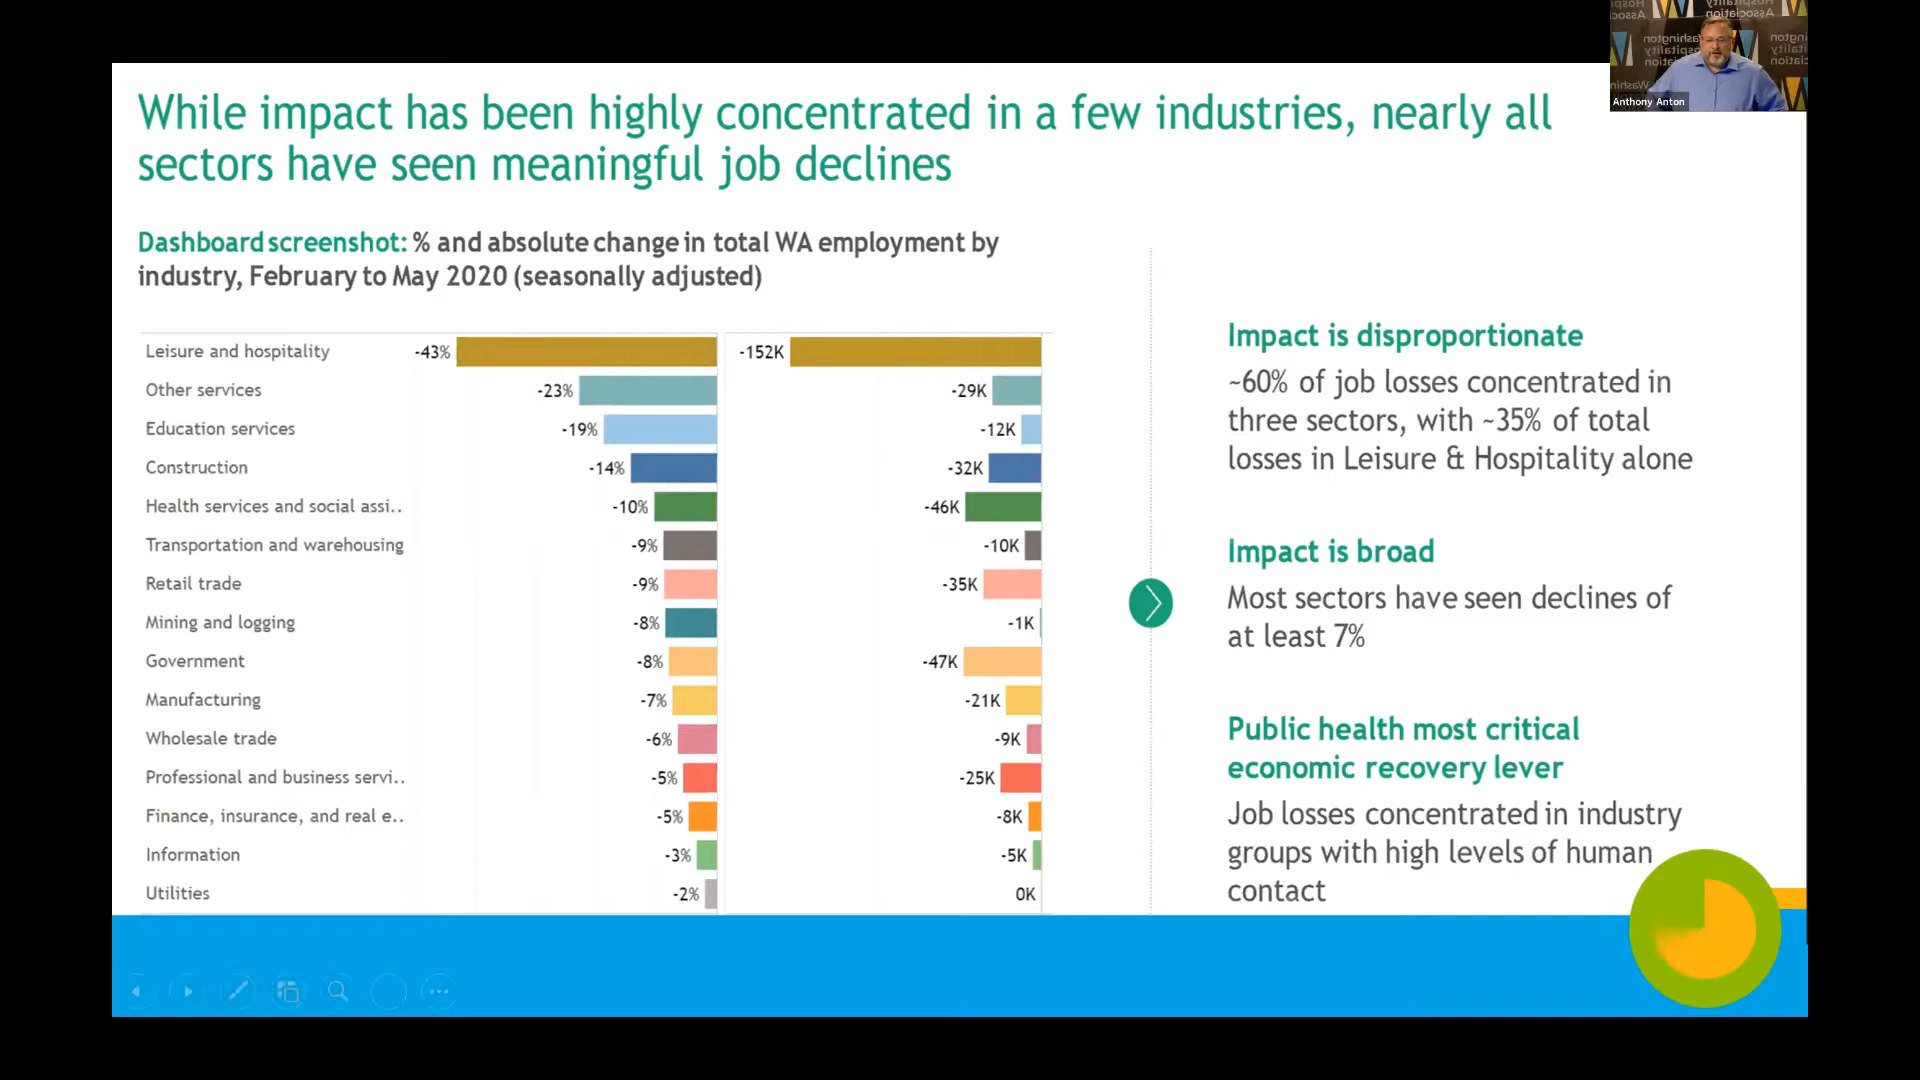 While impact has been highly concentrated in a few industries, nearly all
sectors have seen meaningful job declines
Dashboard screenshot: % and absolute change in total WA employment by
industry, February to May 2020 (seasonally adjusted)
Leisure and hospitality -43% -152K
Other services -23% -29K
Education services -19% -12K
Construction -14% -32K
Health services and social assi.. -10% -46K
Transportation and warehousing -9% -10K
Retail trade -9% -35K
Mining and logging -8% -1K
Government -8% -47K
Manufacturing -7% -21K
Wholesale trade -6% -9K
Professional and business servi.. -5% -25K
Finance, insurance, and real e.. -5% -8K
Information -3% -5K
Utilities -2% 0K
Impact is disproportionate
~60% of job losses concentrated in
three sectors, with ~35% of total
losses in Leisure & Hospitality alone
Impact is broad
Most sectors have seen declines of
at least 7%
Public health most critical
economic recovery lever
Job losses concentrated in industry
groups with high levels of human
contact
Hospitality
Association
Washington
Hospitality
Association
Anthony Anton